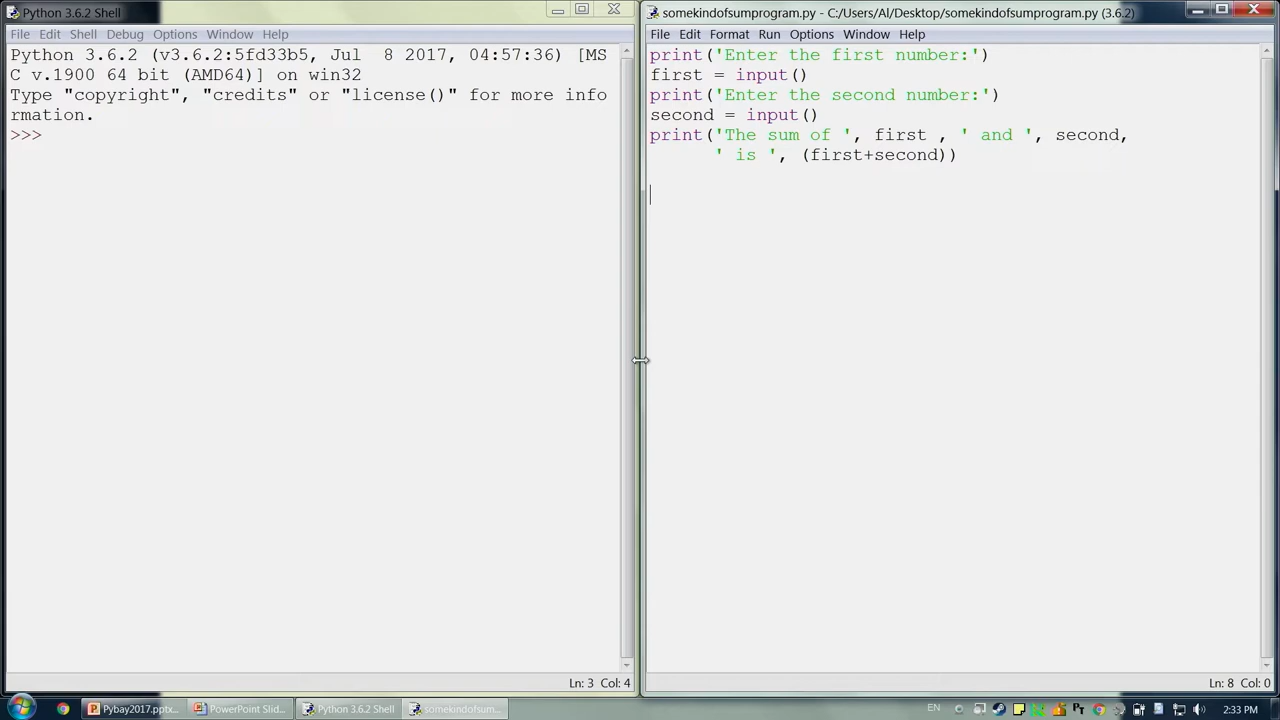 Python 3.6.2 Shell
File Edit Shell Debug Options Window Help
Python 3.6.2 (v3.6.2:5fd33b5, Jul  8 2017, 04:57:36) [MS
C v.1900 64 bit (AMD64)] on win32
Type "copyright", "credits" or "license()" for more info
rmation.
>>>
Ln: 3 Col: 4
somekindofsumprogram.py - C:/Users/Al/Desktop/somekindofsumprogram.py (3.6.2)
File Edit Format Run Options Window Help
print('Enter the first number:')
first = input()
print('Enter the second number:')
second = input()
print('The sum of ', first , ' and ', second,
      ' is ', (first+second))
Ln: 8 Col: 0
Pybay2017.pptx... PowerPoint Slid... Python 3.6.2 Shell somekindofsum... EN 2:33 PM